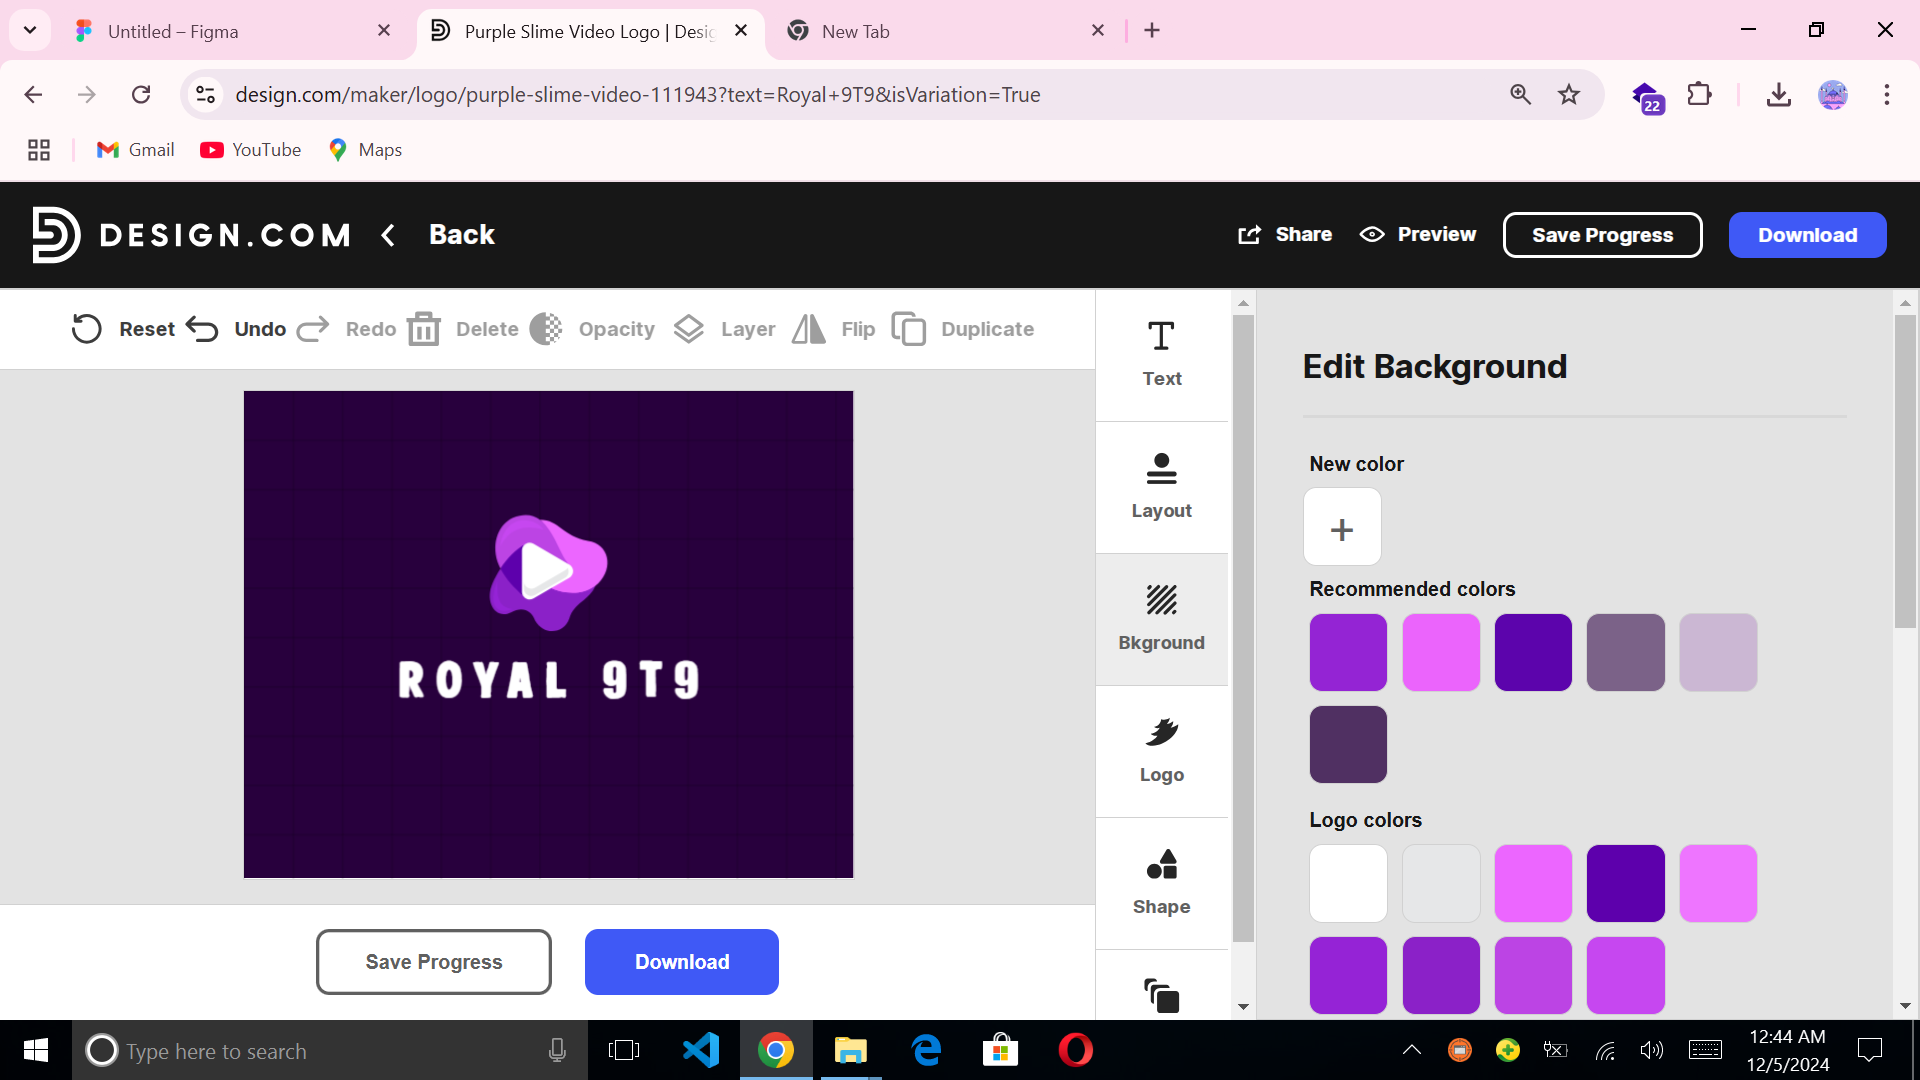 Untitled – Figma
Purple Slime Video Logo | Desig
New Tab
design.com/maker/logo/purple-slime-video-111943?text=Royal+9T9&isVariation=True
22
Gmail
YouTube
Maps
DESIGN.COM
Back
Share
Preview
Save Progress
Download
Reset
Undo
Redo
Delete
Opacity
Layer
Flip
Duplicate
ROYAL 9T9
Save Progress
Download
Text
Layout
Bkground
Logo
Shape
Edit Background
New color
+
Recommended colors
Logo colors
Type here to search
12:44 AM
12/5/2024